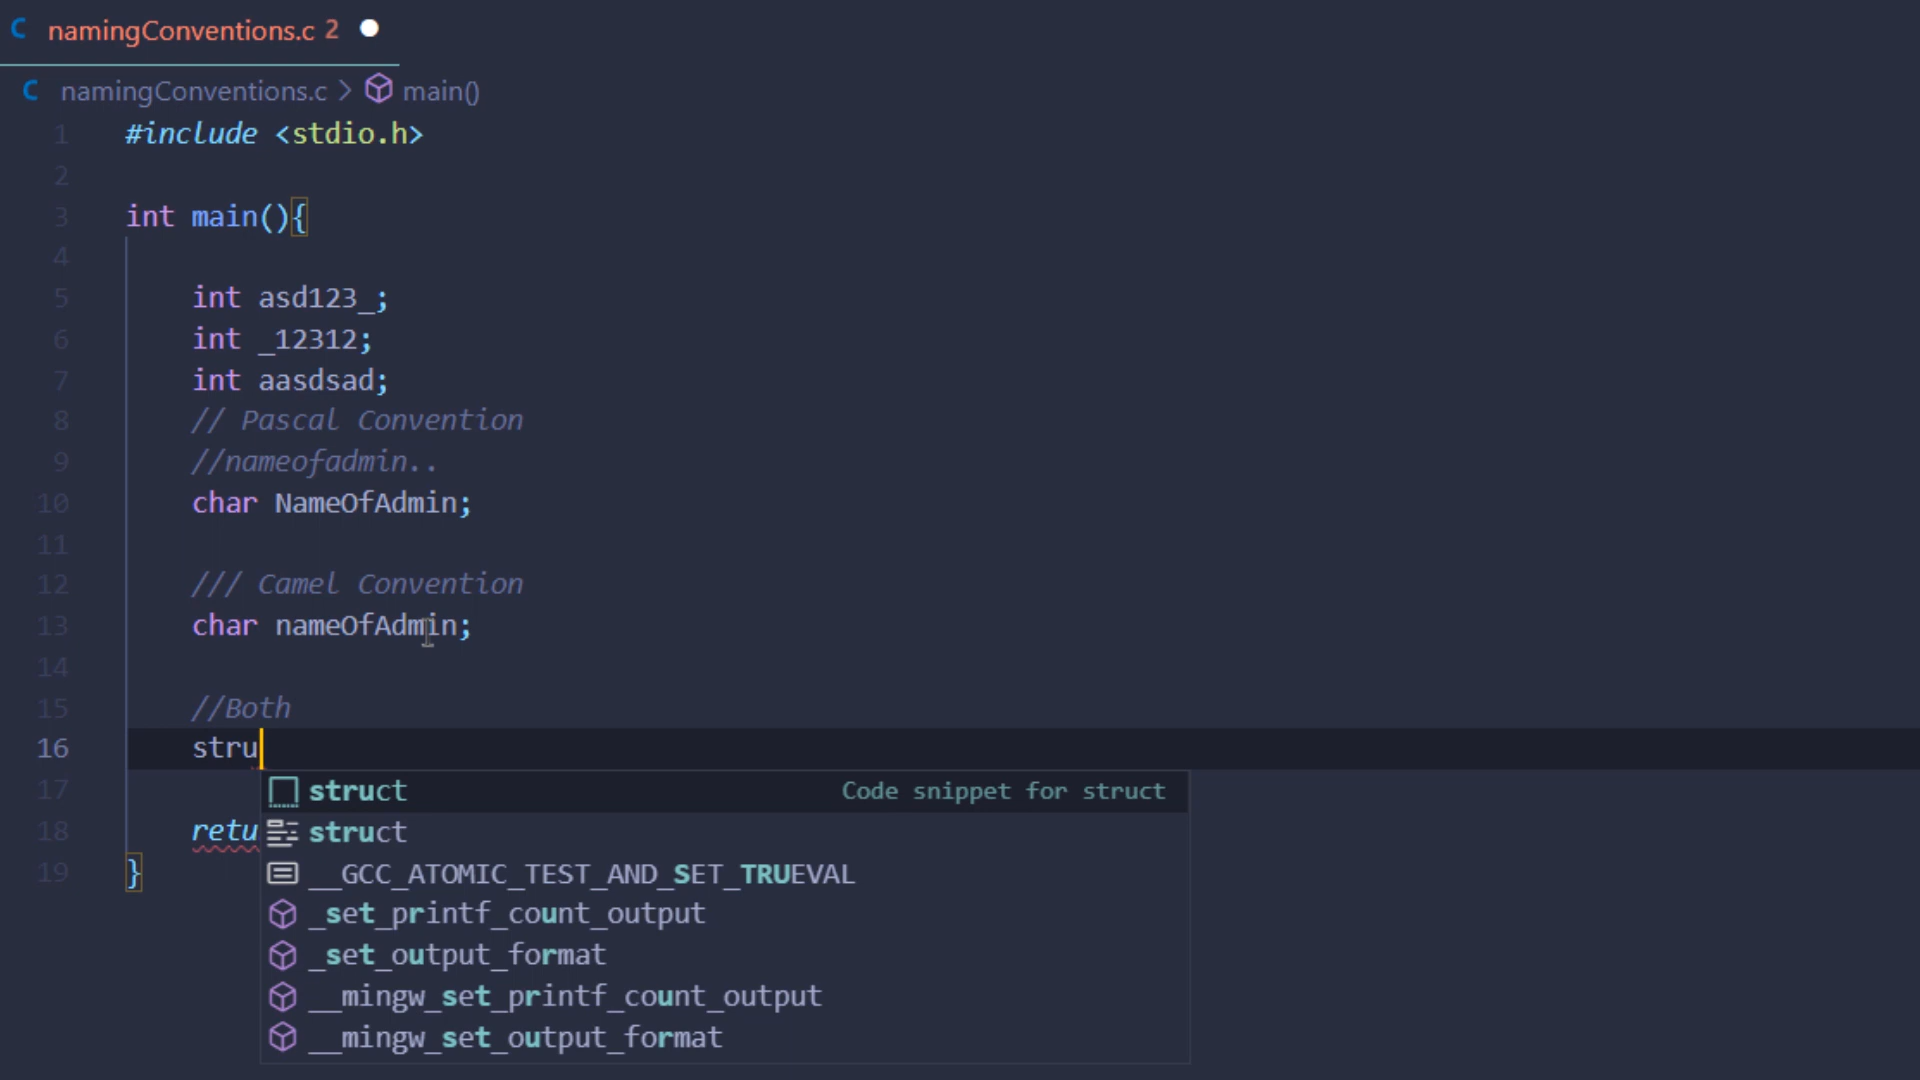 C namingConventions.c 2
C namingConventions.c > main()
1 #include <stdio.h>
2
3 int main(){
4
5 int asd123_;
6 int _12312;
7 int aasdsad;
8 // Pascal Convention
9 //nameofadmin..
10 char NameOfAdmin;
11
12 /// Camel Convention
13 char nameOfAdmin;
14
15 //Both
16 stru
17 struct Code snippet for struct
18 retu struct
19 } __GCC_ATOMIC_TEST_AND_SET_TRUEVAL
_set_printf_count_output
_set_output_format
__mingw_set_printf_count_output
__mingw_set_output_format